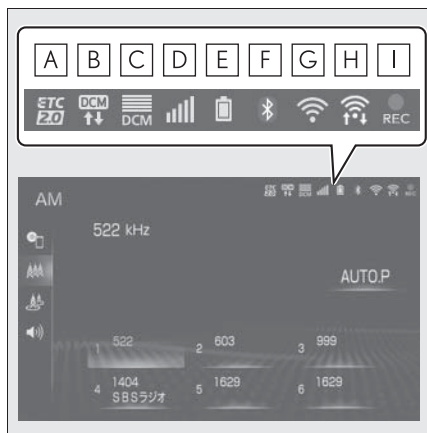 A B C D E F G H I
ETC 2.0 DCM DCM REC
AM
522 kHz
AUTO.P
1 522 2 603 3 999
4 1404 SBSラジオ 5 1629 6 1629